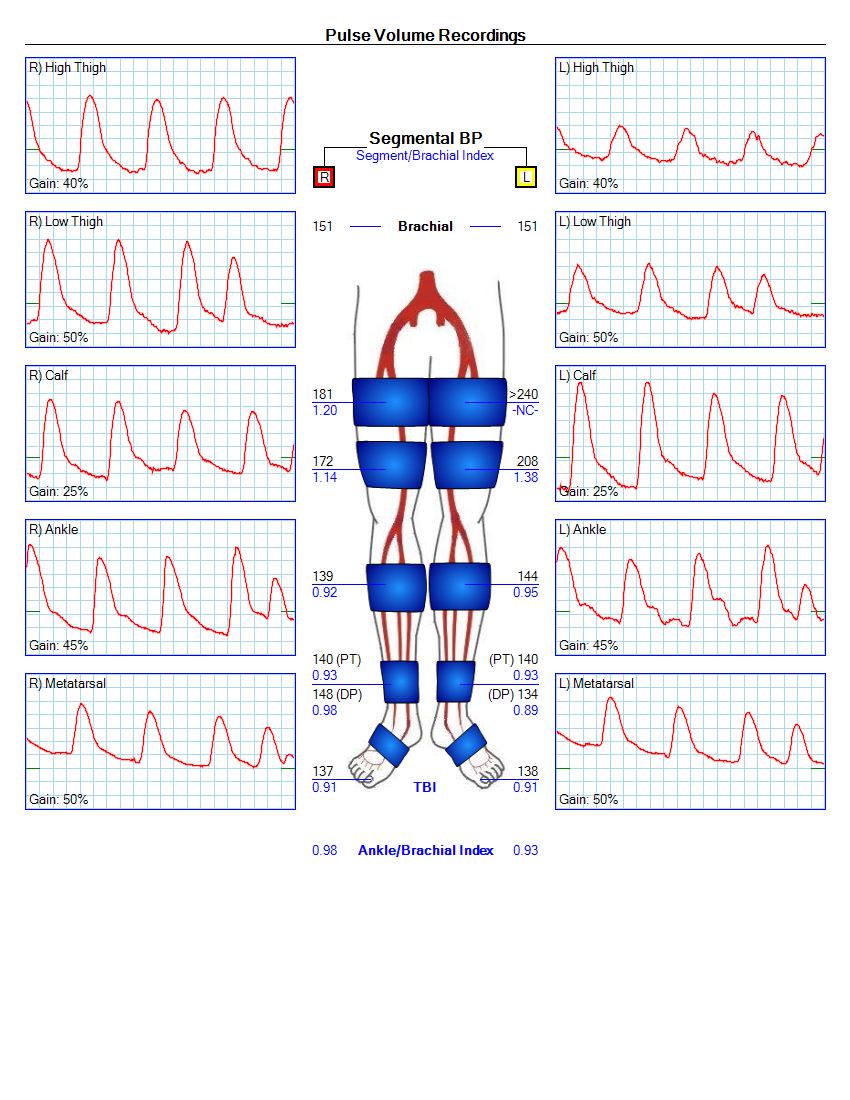 Pulse Volume Recordings
R) High Thigh
Gain: 40%
R) Low Thigh
Gain: 50%
R) Calf
Gain: 25%
R) Ankle
Gain: 45%
R) Metatarsal
Gain: 50%
Segmental BP
Segment/Brachial Index
R
L
151 Brachial 151
181 >240
1.20 -NC-
172 208
1.14 1.38
139 144
0.92 0.95
140 (PT) (PT) 140
0.93 0.93
148 (DP) (DP) 134
0.98 0.89
137 138
0.91 TBI 0.91
0.98 Ankle/Brachial Index 0.93
L) High Thigh
Gain: 40%
L) Low Thigh
Gain: 50%
L) Calf
Gain: 25%
L) Ankle
Gain: 45%
L) Metatarsal
Gain: 50%